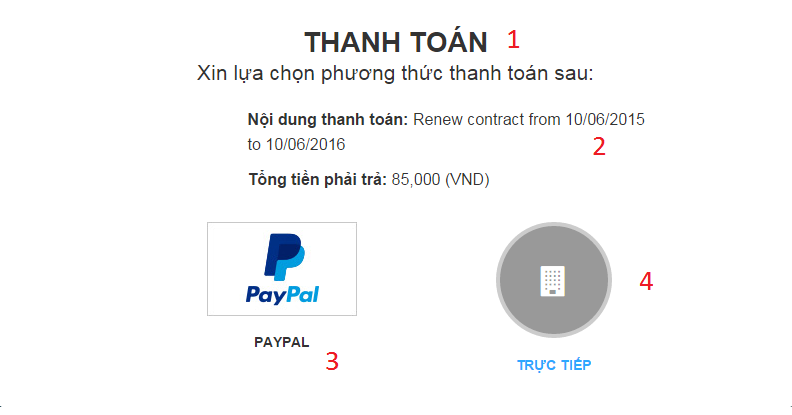 THANH TOÁN 1
Xin lựa chọn phương thức thanh toán sau:
Nội dung thanh toán: Renew contract from 10/06/2015
to 10/06/2016
2
Tổng tiền phải trả: 85,000 (VND)
PayPal
4
PAYPAL
3
TRỰC TIẾP